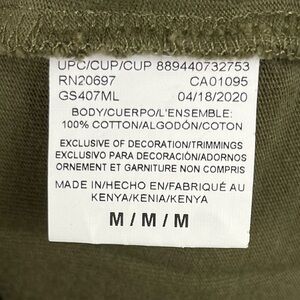 UPC/CUP/CUP 889440732753
RN20697 CA01095
GS407ML 04/18/2020
BODY/CUERPO/L'ENSEMBLE:
100% COTTON/ALGODÓN/COTON
EXCLUSIVE OF DECORATION/TRIMMINGS
EXCLUSIVO PARA DECORACIÓN/ADORNOS
ORNEMENT ET GARNITURE NON COMPRIS
MADE IN/HECHO EN/FABRIQUÉ AU
KENYA/KENIA/KENYA
M / M / M